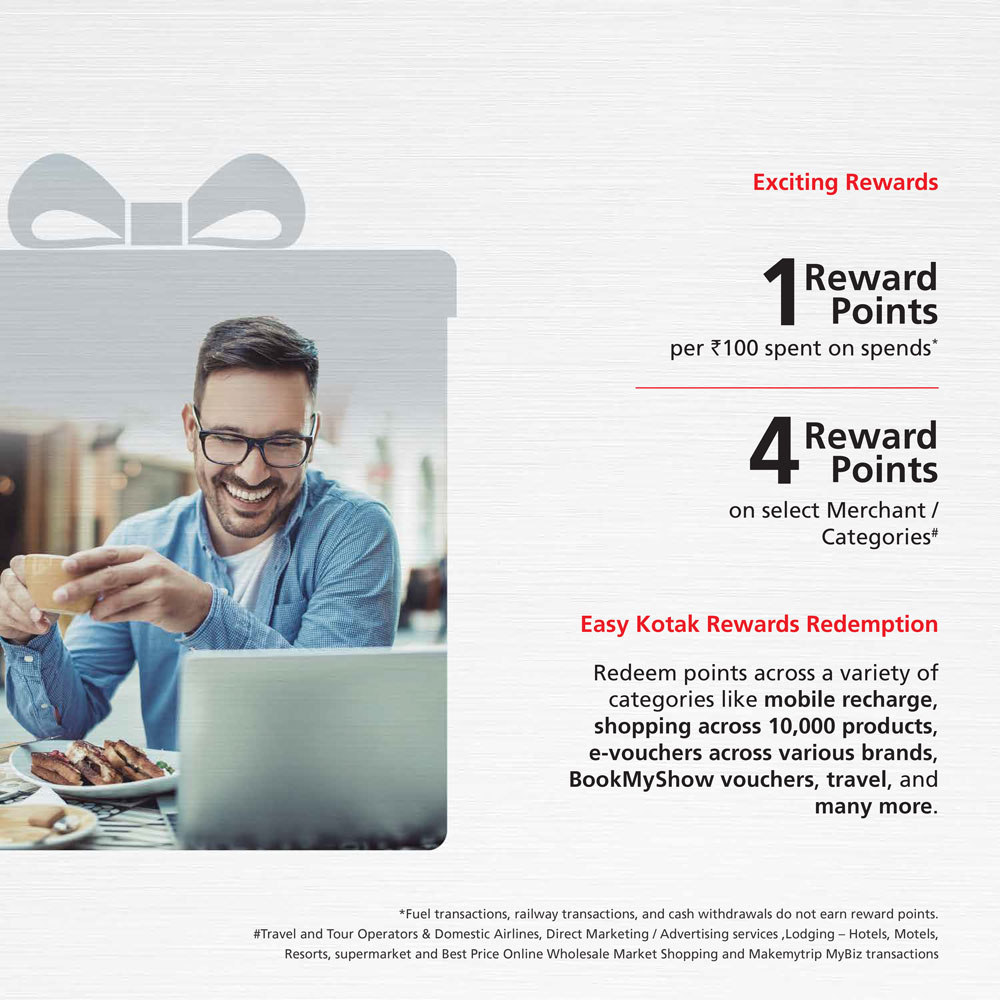 Exciting Rewards
1 Reward
Points
per ₹100 spent on spends*
4 Reward
Points
on select Merchant /
Categories#
Easy Kotak Rewards Redemption
Redeem points across a variety of
categories like mobile recharge,
shopping across 10,000 products,
e-vouchers across various brands,
BookMyShow vouchers, travel, and
many more.
*Fuel transactions, railway transactions, and cash withdrawals do not earn reward points.
#Travel and Tour Operators & Domestic Airlines, Direct Marketing / Advertising services ,Lodging – Hotels, Motels,
Resorts, supermarket and Best Price Online Wholesale Market Shopping and Makemytrip MyBiz transactions